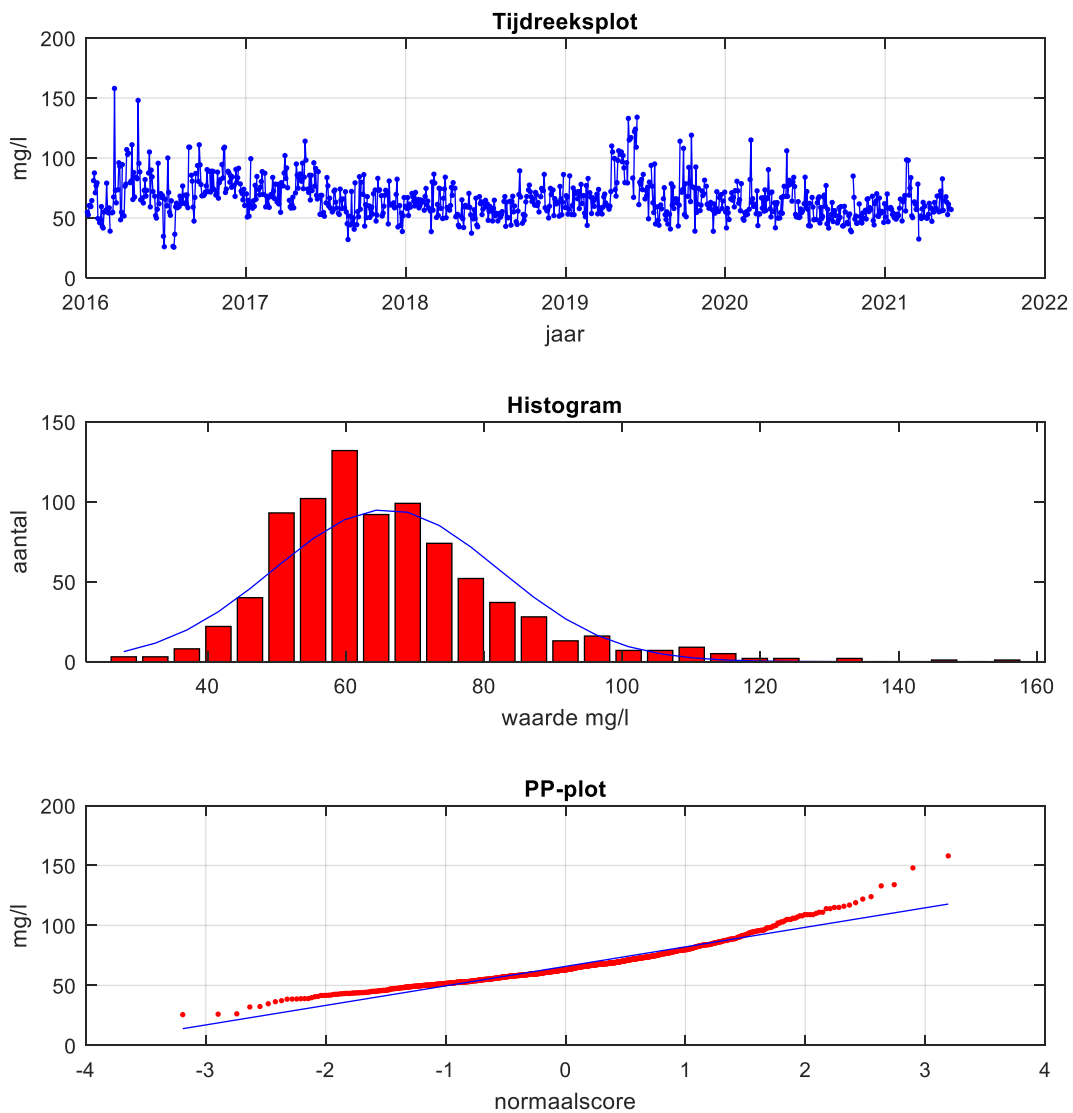 Tijdreeksplot
200
150
100
50
0
mg/l
2016 2017 2018 2019 2020 2021 2022
jaar
Histogram
150
100
50
0
aantal
40 60 80 100 120 140 160
waarde mg/l
PP-plot
200
150
100
50
0
mg/l
-4 -3 -2 -1 0 1 2 3 4
normaalscore